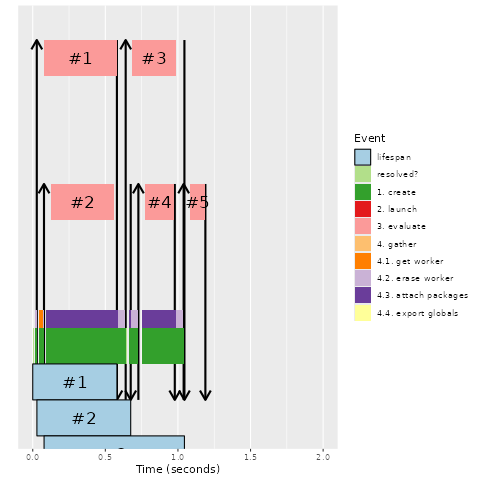 #1
#3
#2
#4
#5
#1
#2
0.0
0.5
1.0
1.5
2.0
Time (seconds)
Event
lifespan
resolved?
1. create
2. launch
3. evaluate
4. gather
4.1. get worker
4.2. erase worker
4.3. attach packages
4.4. export globals